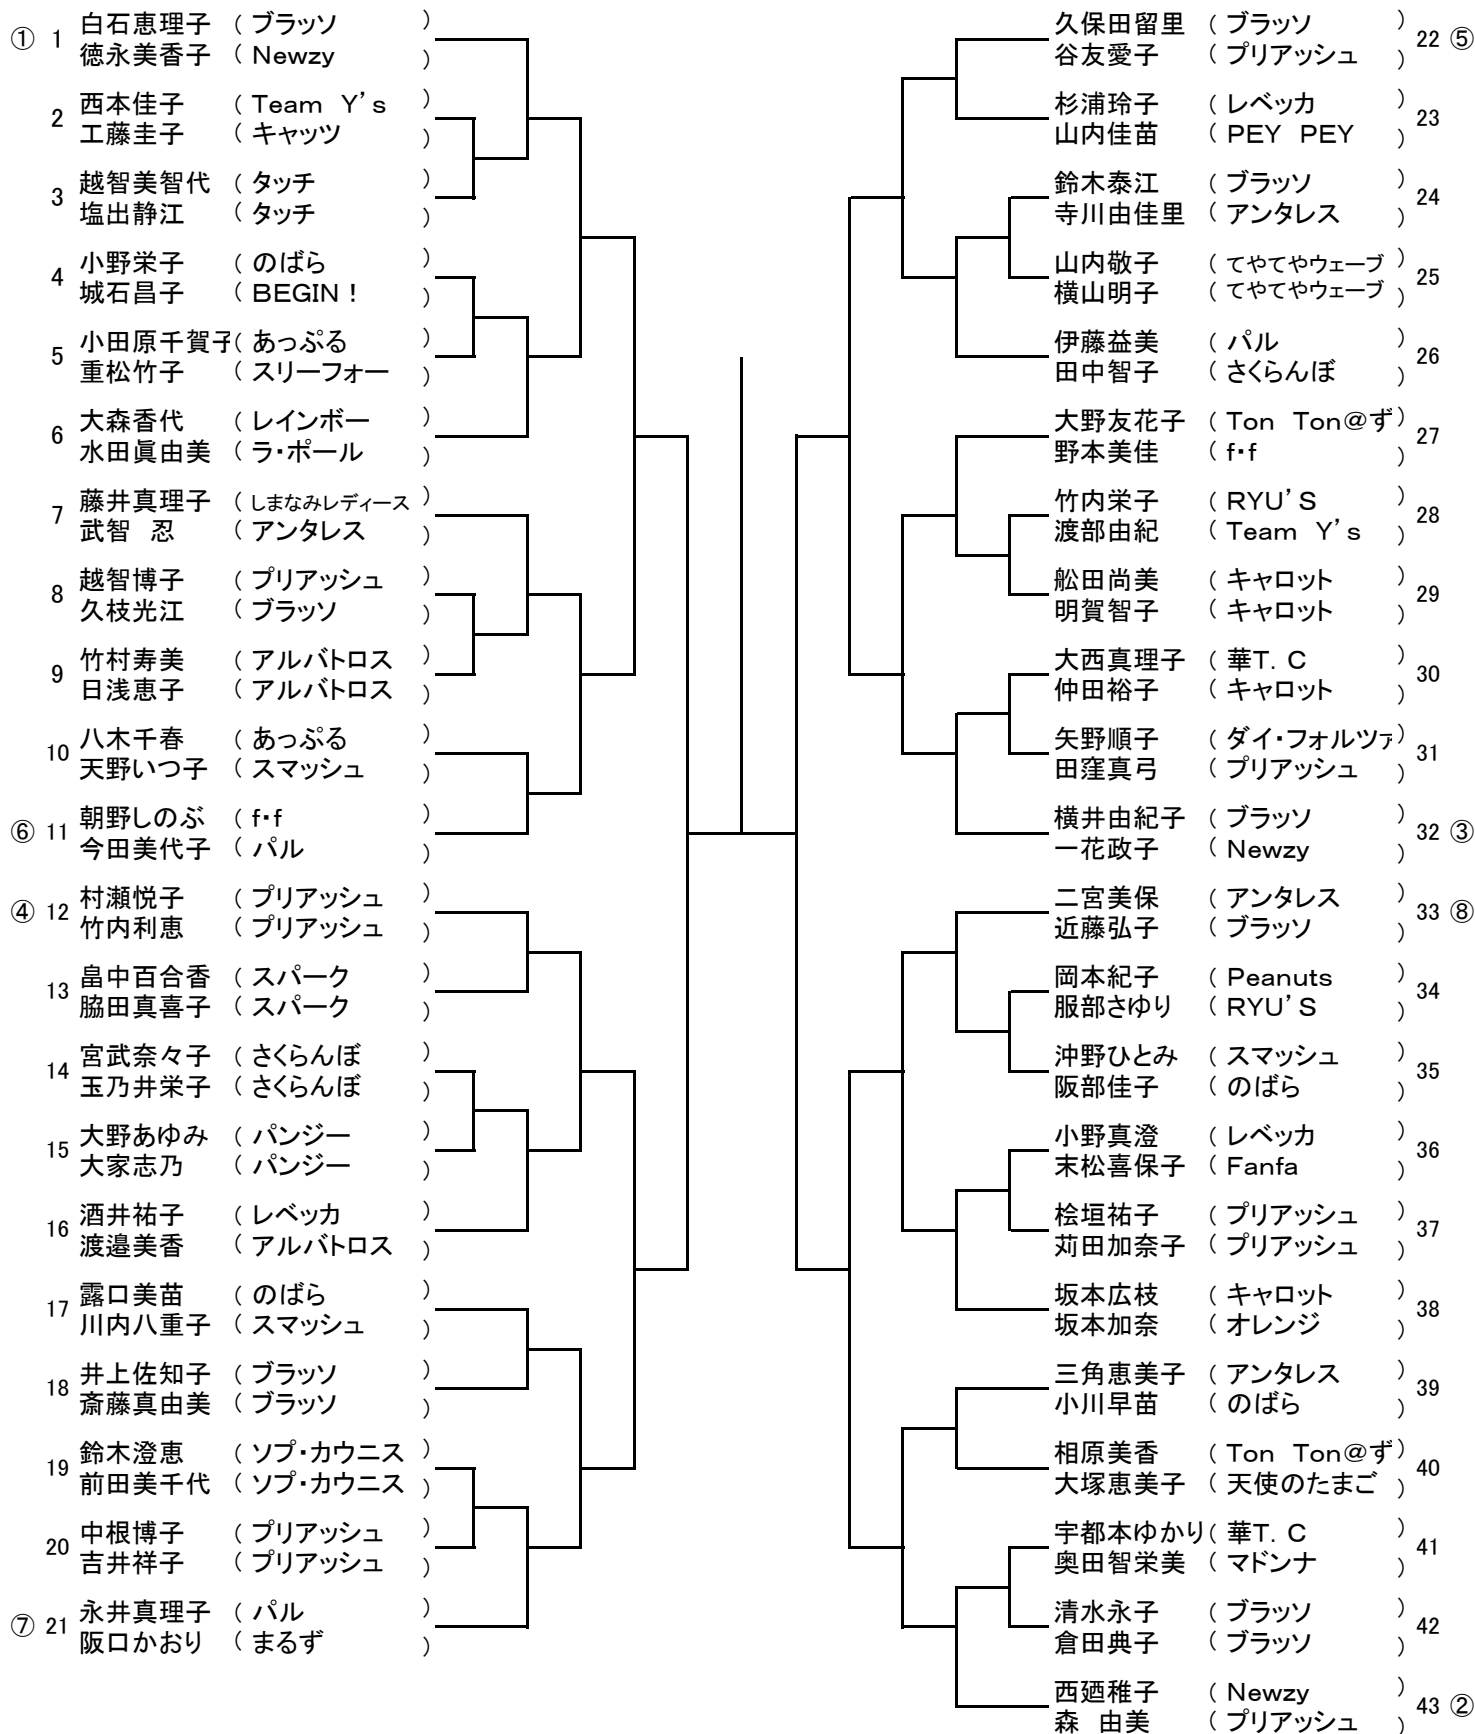 ① 1 白石恵理子 ( ブラッソ )
徳永美香子 ( Newzy )
2 西本佳子 ( Team Y's )
工藤圭子 ( キャッツ )
3 越智美智代 ( タッチ )
塩出静江 ( タッチ )
4 小野栄子 ( のばら )
城石昌子 ( BEGIN! )
5 小田原千賀子( あっぷる )
重松竹子 ( スリーフォー )
6 大森香代 ( レインボー )
水田眞由美 ( ラ・ポール )
7 藤井真理子 ( しまなみレディース )
武智 忍 ( アンタレス )
8 越智博子 ( プリアッシュ )
久枝光江 ( ブラッソ )
9 竹村寿美 ( アルバトロス )
日浅恵子 ( アルバトロス )
10 八木千春 ( あっぷる )
天野いつ子 ( スマッシュ )
⑥ 11 朝野しのぶ ( f・f )
今田美代子 ( パル )
④ 12 村瀬悦子 ( プリアッシュ )
竹内利恵 ( プリアッシュ )
13 畠中百合香 ( スパーク )
脇田真喜子 ( スパーク )
14 宮武奈々子 ( さくらんぼ )
玉乃井栄子 ( さくらんぼ )
15 大野あゆみ ( パンジー )
大家志乃 ( パンジー )
16 酒井祐子 ( レベッカ )
渡邉美香 ( アルバトロス )
17 露口美苗 ( のばら )
川内八重子 ( スマッシュ )
18 井上佐知子 ( ブラッソ )
斎藤真由美 ( ブラッソ )
19 鈴木澄恵 ( ソプ・カウニス )
前田美千代 ( ソプ・カウニス )
20 中根博子 ( プリアッシュ )
吉井祥子 ( プリアッシュ )
⑦ 21 永井真理子 ( パル )
阪口かおり ( まるず )
久保田留里 ( ブラッソ ) 22 ⑤
谷友愛子 ( プリアッシュ )
杉浦玲子 ( レベッカ ) 23
山内佳苗 ( PEY PEY )
鈴木泰江 ( ブラッソ ) 24
寺川由佳里 ( アンタレス )
山内敬子 ( てやてやウェーブ ) 25
横山明子 ( てやてやウェーブ )
伊藤益美 ( パル ) 26
田中智子 ( さくらんぼ )
大野友花子 ( Ton Ton@ず ) 27
野本美佳 ( f・f )
竹内栄子 ( RYU'S ) 28
渡部由紀 ( Team Y's )
舩田尚美 ( キャロット ) 29
明賀智子 ( キャロット )
大西真理子 ( 華T.C ) 30
仲田裕子 ( キャロット )
矢野順子 ( ダイ・フォルツァ ) 31
田窪真弓 ( プリアッシュ )
横井由紀子 ( ブラッソ ) 32 ③
一花政子 ( Newzy )
二宮美保 ( アンタレス ) 33 ⑧
近藤弘子 ( ブラッソ )
岡本紀子 ( Peanuts ) 34
服部さゆり ( RYU'S )
沖野ひとみ ( スマッシュ ) 35
阪部佳子 ( のばら )
小野真澄 ( レベッカ ) 36
末松喜保子 ( Fanfa )
桧垣祐子 ( プリアッシュ ) 37
苅田加奈子 ( プリアッシュ )
坂本広枝 ( キャロット ) 38
坂本加奈 ( オレンジ )
三角恵美子 ( アンタレス ) 39
小川早苗 ( のばら )
相原美香 ( Ton Ton@ず ) 40
大塚恵美子 ( 天使のたまご )
宇都本ゆかり( 華T.C ) 41
奥田智栄美 ( マドンナ )
清水永子 ( ブラッソ ) 42
倉田典子 ( ブラッソ )
西廼稚子 ( Newzy ) 43 ②
森 由美 ( プリアッシュ )